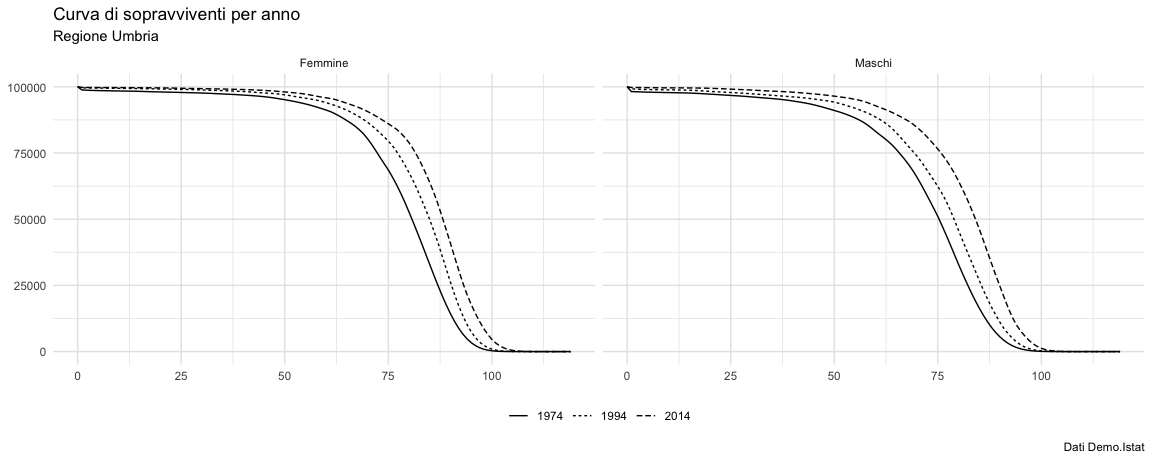 Curva di sopravviventi per anno
Regione Umbria
Femmine Maschi
100000
75000
50000
25000
0
0 25 50 75 100 0 25 50 75 100
1974 1994 2014
Dati Demo.Istat